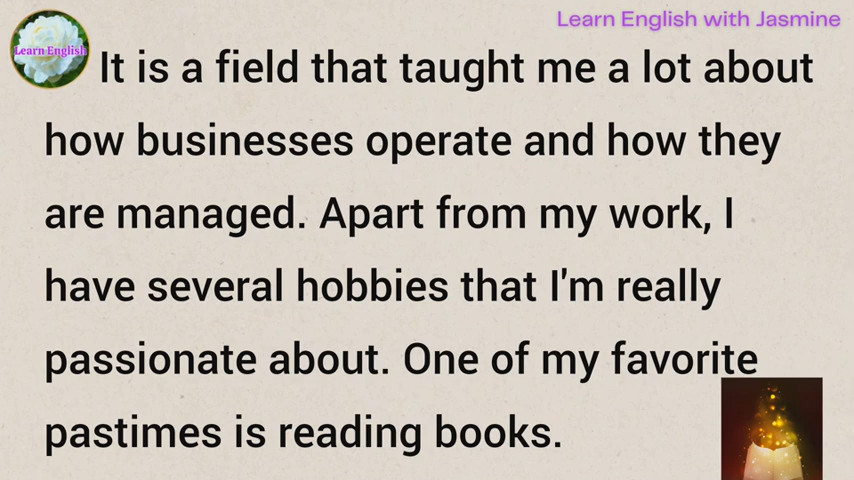 Learn English with Jasmine
Learn English
It is a field that taught me a lot about
how businesses operate and how they
are managed. Apart from my work, I
have several hobbies that I'm really
passionate about. One of my favorite
pastimes is reading books.